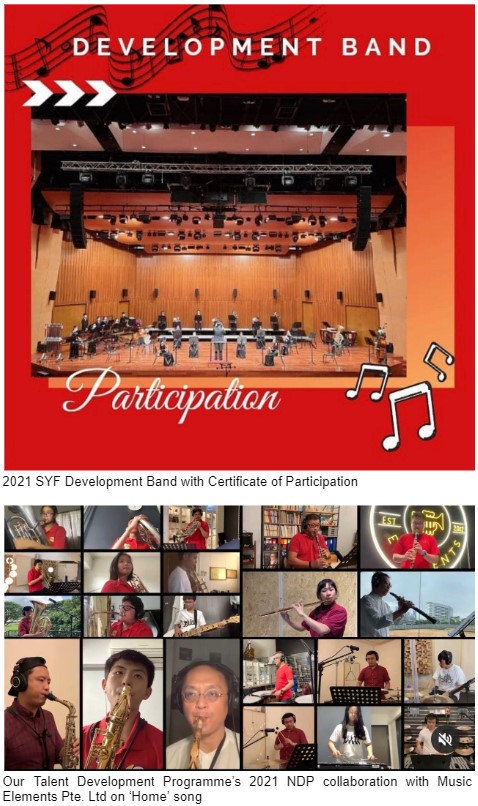 DEVELOPMENT BAND
Participation
2021 SYF Development Band with Certificate of Participation
EST
ELEMENTS
Our Talent Development Programme's 2021 NDP collaboration with Music
Elements Pte. Ltd on ‘Home’ song